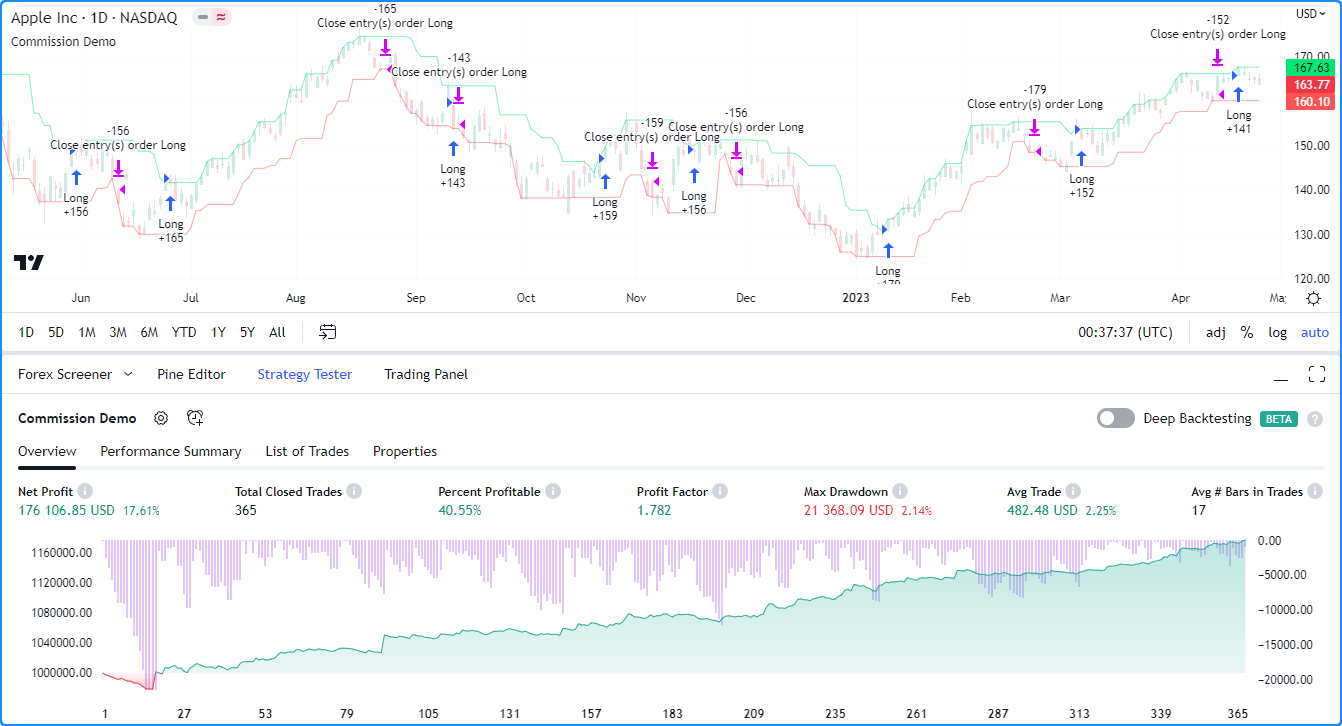 Apple Inc · 1D · NASDAQ
Commission Demo
USD
-165
Close entry(s) order Long
-143
Close entry(s) order Long
-152
Close entry(s) order Long
170.00
167.63
163.77
160.10
-179
Close entry(s) order Long
-156
Close entry(s) order Long
-159
Close entry(s) order Long
-156
Close entry(s) order Long
Long
+141
150.00
Long
+143
Long
+152
140.00
Long
+156
Long
+159
Long
+156
Long
+165
130.00
Long
+179
120.00
Jun Jul Aug Sep Oct Nov Dec 2023 Feb Mar Apr
1D 5D 1M 3M 6M YTD 1Y 5Y All 00:37:37 (UTC) adj % log auto
Forex Screener Pine Editor Strategy Tester Trading Panel
Commission Demo Deep Backtesting BETA ?
Overview Performance Summary List of Trades Properties
Net Profit Total Closed Trades Percent Profitable Profit Factor Max Drawdown Avg Trade Avg # Bars in Trades
176 106.85 USD 17.61% 365 40.55% 1.782 21 368.09 USD 2.14% 482.48 USD 2.25% 17
1160000.00
1120000.00
1080000.00
1040000.00
1000000.00
0.00
−5000.00
−10000.00
−15000.00
−20000.00
1 27 53 79 105 131 157 183 209 235 261 287 313 339 365